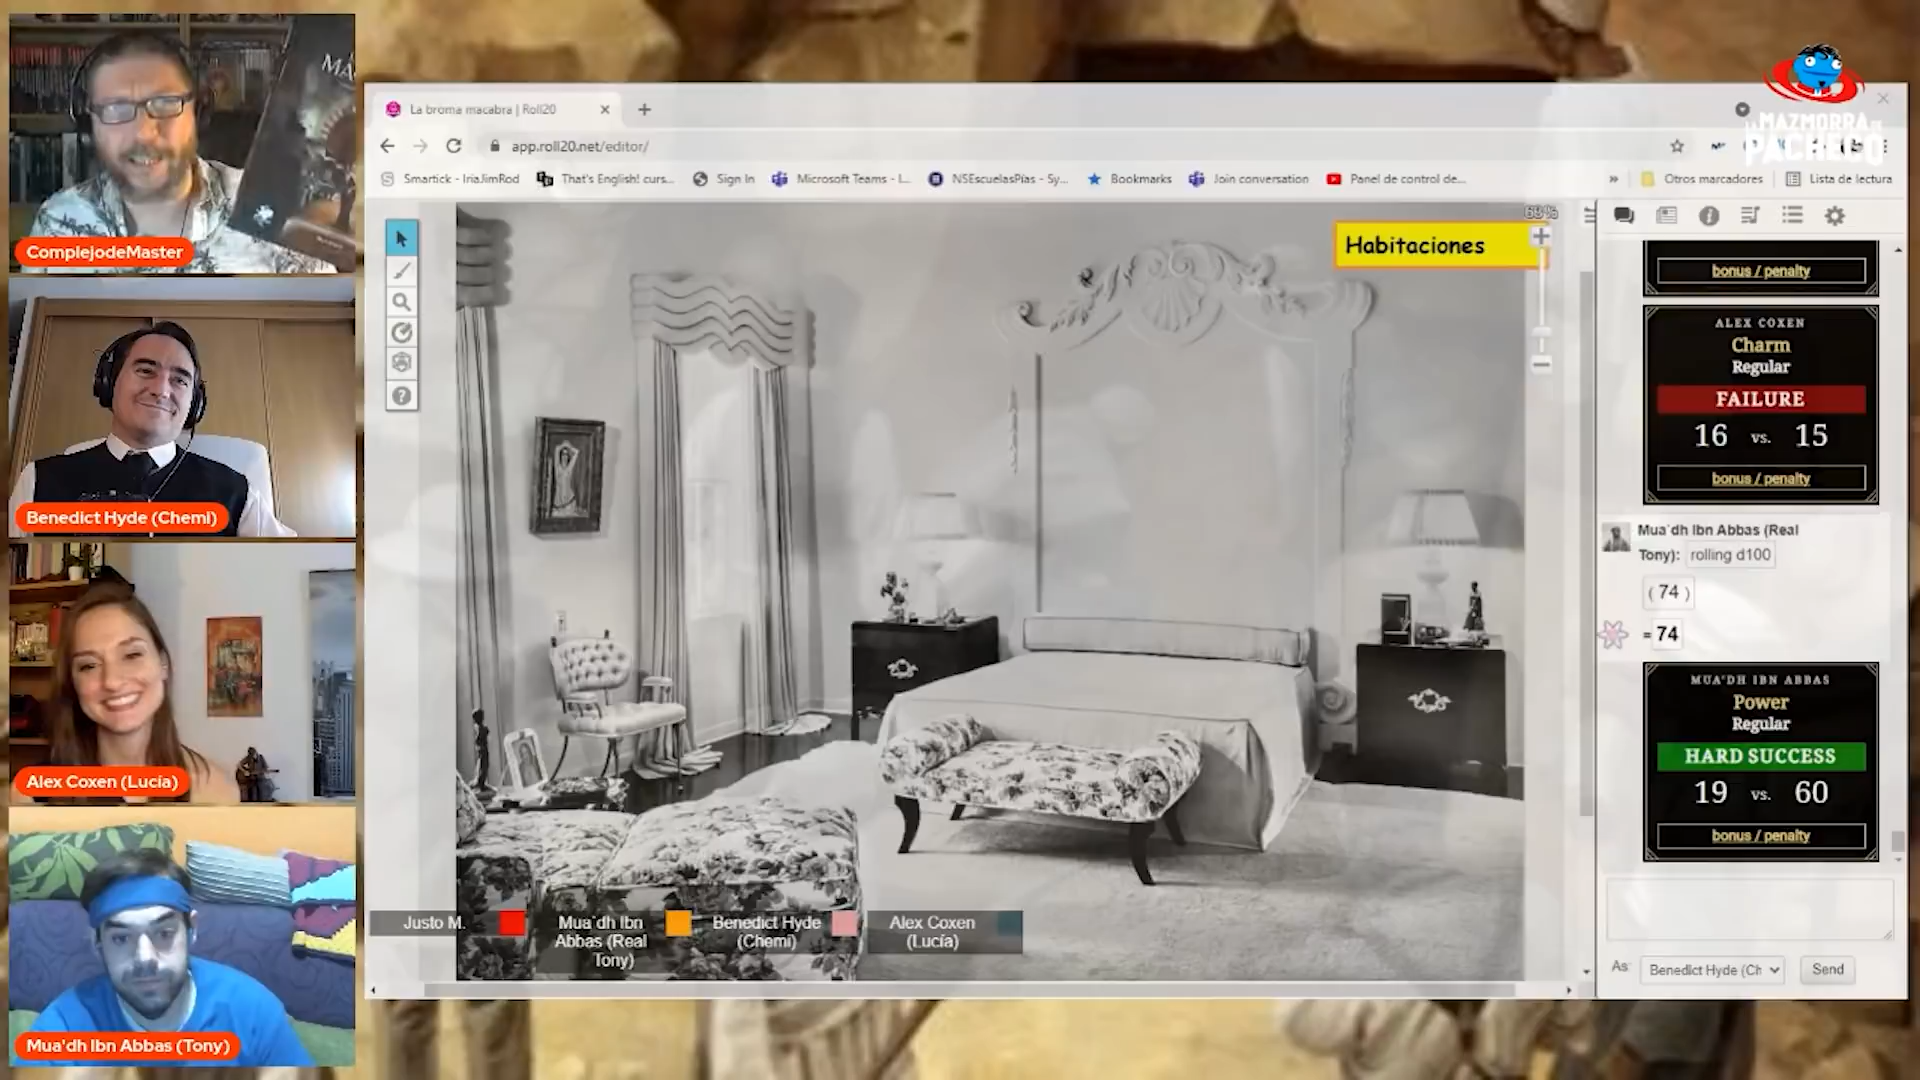 MA
ComplejodeMaster
Benedict Hyde (Chemi)
Alex Coxen (Lucía)
Mua'dh Ibn Abbas (Tony)
La broma macabra | Roll20
app.roll20.net/editor/
Smartick - IriaJimRod
That's English! curs...
Sign In
Microsoft Teams - I...
NSEscuelasPías - Sy...
Bookmarks
Join conversation
Panel de control de...
»
Otros marcadores
Lista de lectura
MAZMORRA
PACHECO
Habitaciones
Justo M.
Mua`dh Ibn
Abbas (Real
Tony)
Benedict Hyde
(Chemi)
Alex Coxen
(Lucía)
bonus / penalty
ALEX COXEN
Charm
Regular
FAILURE
16 vs. 15
bonus / penalty
Mua`dh Ibn Abbas (Real
Tony): rolling d100
( 74 )
= 74
MUA'DH IBN ABBAS
Power
Regular
HARD SUCCESS
19 vs. 60
bonus / penalty
As: Benedict Hyde (Ch
Send